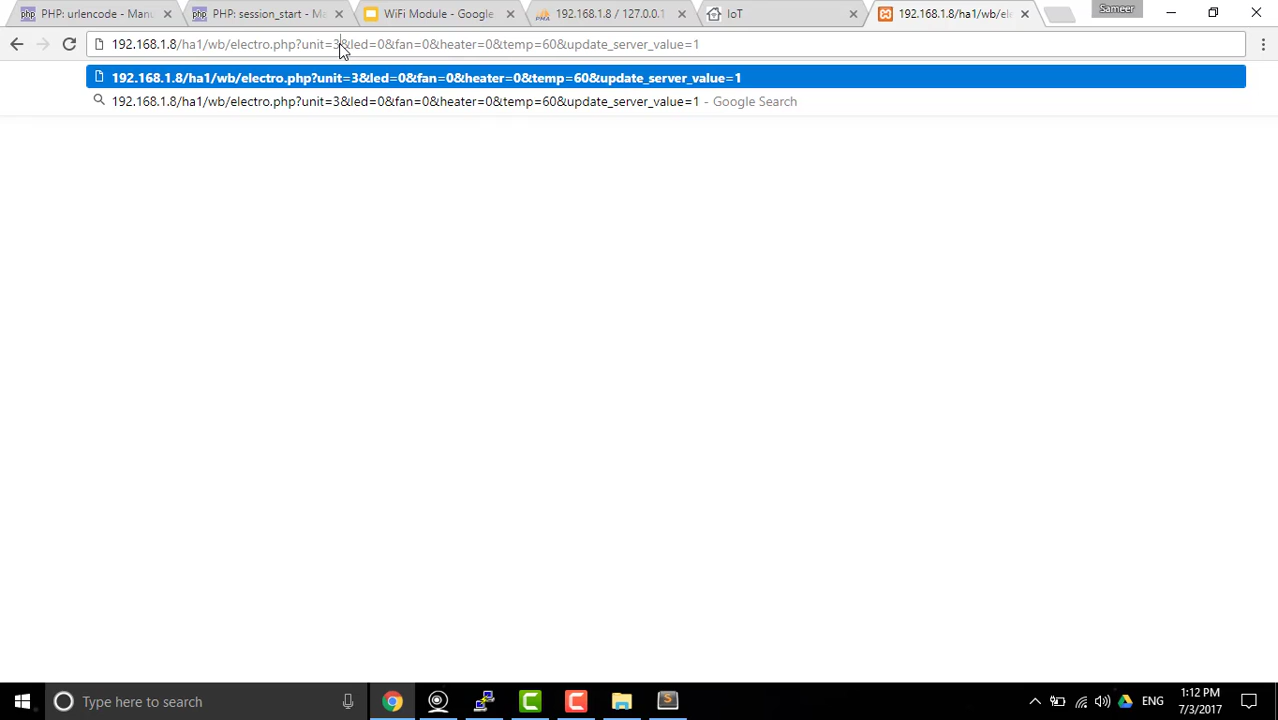 PHP: urlencode - Manu
PHP: session_start - Ma
WiFi Module - Google
192.168.1.8 / 127.0.0.1
IoT
192.168.1.8/ha1/wb/ele
Sameer
192.168.1.8/ha1/wb/electro.php?unit=3&led=0&fan=0&heater=0&temp=60&update_server_value=1
192.168.1.8/ha1/wb/electro.php?unit=3&led=0&fan=0&heater=0&temp=60&update_server_value=1
192.168.1.8/ha1/wb/electro.php?unit=3&led=0&fan=0&heater=0&temp=60&update_server_value=1 - Google Search
Type here to search
ENG
1:12 PM
7/3/2017